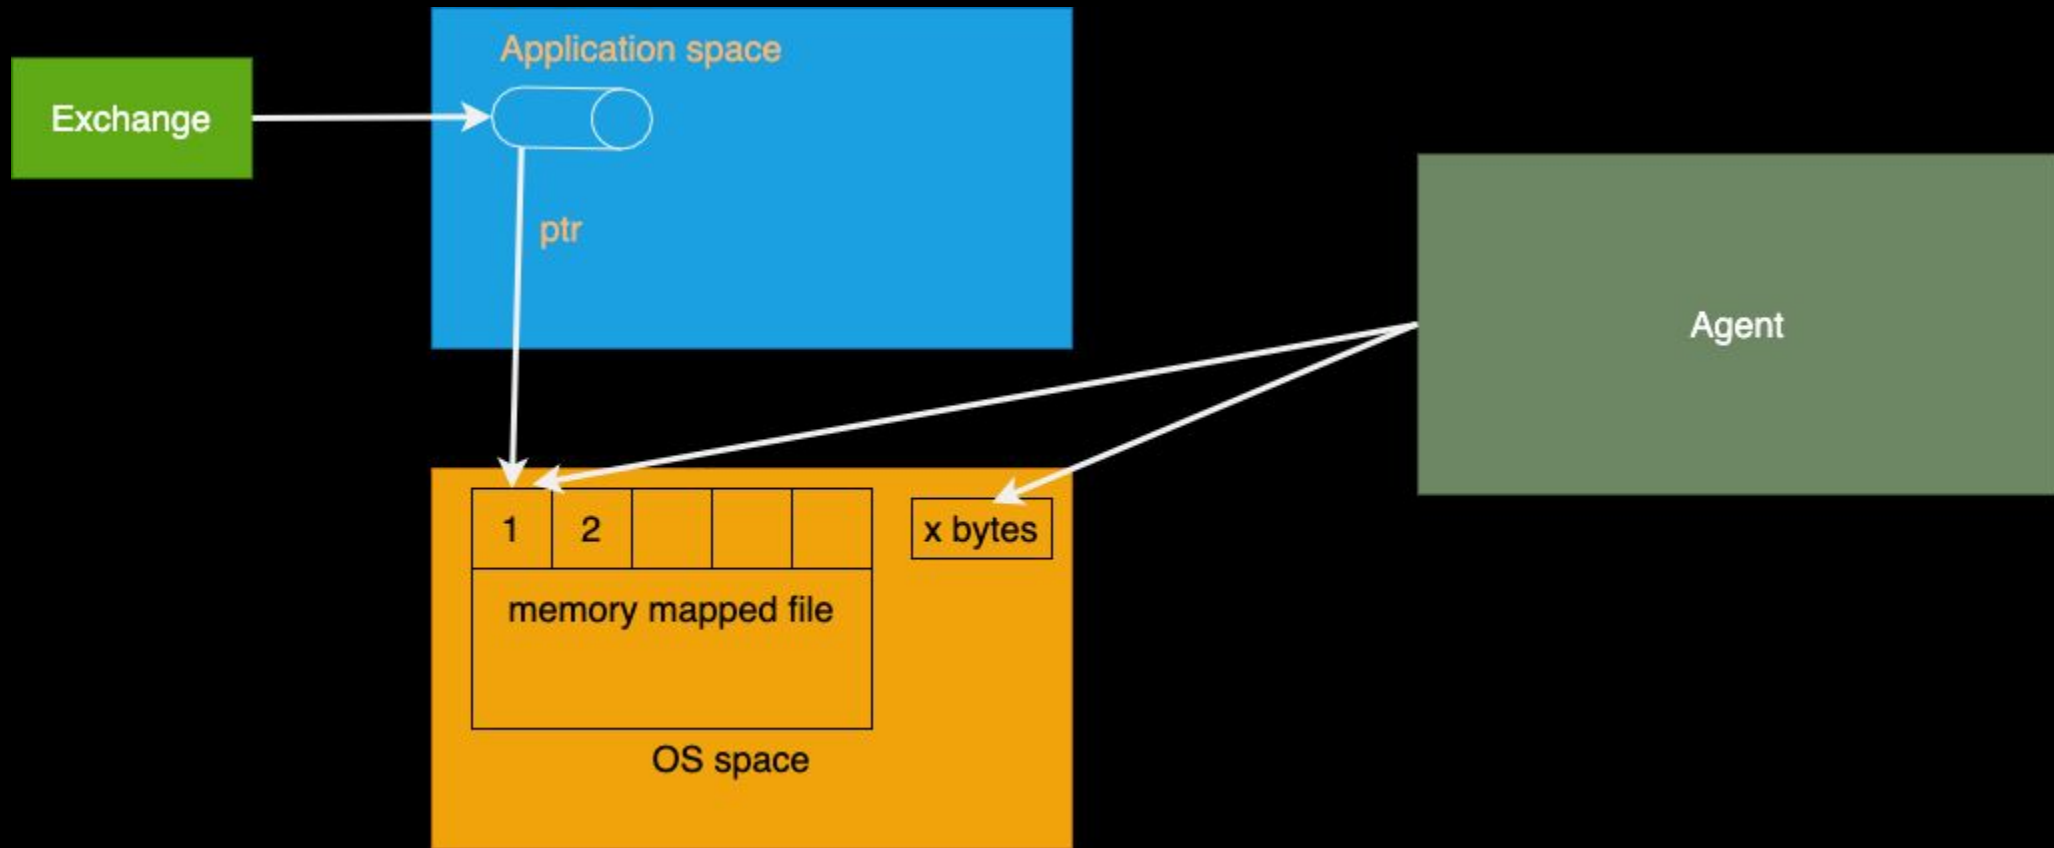 Application space
Exchange
ptr
Agent
1
2
x bytes
memory mapped file
OS space